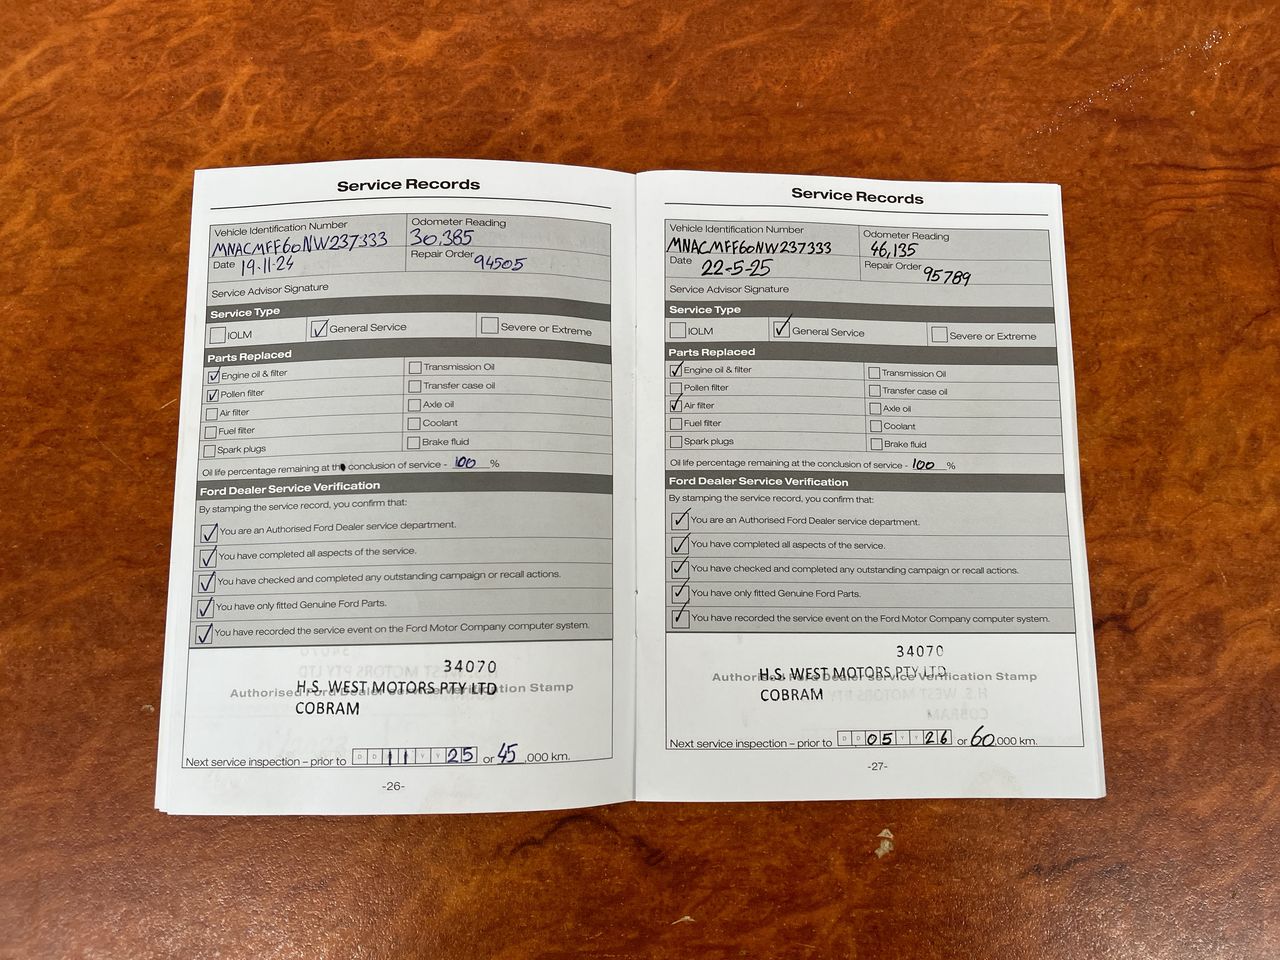 Service Records
Vehicle Identification Number
MNACMFF60NW237333
Odometer Reading
30,385
Date 19.11.24
Repair Order 94505
Service Advisor Signature
Service Type
IOLM
General Service
Severe or Extreme
Parts Replaced
Engine oil & filter
Transmission Oil
Pollen filter
Transfer case oil
Air filter
Axle oil
Fuel filter
Coolant
Spark plugs
Brake fluid
Oil life percentage remaining at the conclusion of service - 100 %
Ford Dealer Service Verification
By stamping the service record, you confirm that:
You are an Authorised Ford Dealer service department.
You have completed all aspects of the service.
You have checked and completed any outstanding campaign or recall actions.
You have only fitted Genuine Ford Parts.
You have recorded the service event on the Ford Motor Company computer system.
34070
H.S. WEST MOTORS PTY LTD
Authorised Ford Dealer Service Verification Stamp
COBRAM
Next service inspection – prior to D D 11 Y Y 25 or 45,000 km.
-26-
Service Records
Vehicle Identification Number
MNACMFF60NW237333
Odometer Reading
46,135
Date 22-5-25
Repair Order 95789
Service Advisor Signature
Service Type
IOLM
General Service
Severe or Extreme
Parts Replaced
Engine oil & filter
Transmission Oil
Pollen filter
Transfer case oil
Air filter
Axle oil
Fuel filter
Coolant
Spark plugs
Brake fluid
Oil life percentage remaining at the conclusion of service - 100 %
Ford Dealer Service Verification
By stamping the service record, you confirm that:
You are an Authorised Ford Dealer service department.
You have completed all aspects of the service.
You have checked and completed any outstanding campaign or recall actions.
You have only fitted Genuine Ford Parts.
You have recorded the service event on the Ford Motor Company computer system.
34070
H.S. WEST MOTORS PTY LTD
Authorised Ford Dealer Service Verification Stamp
COBRAM
Next service inspection – prior to D D 05 Y Y 26 or 60,000 km.
-27-